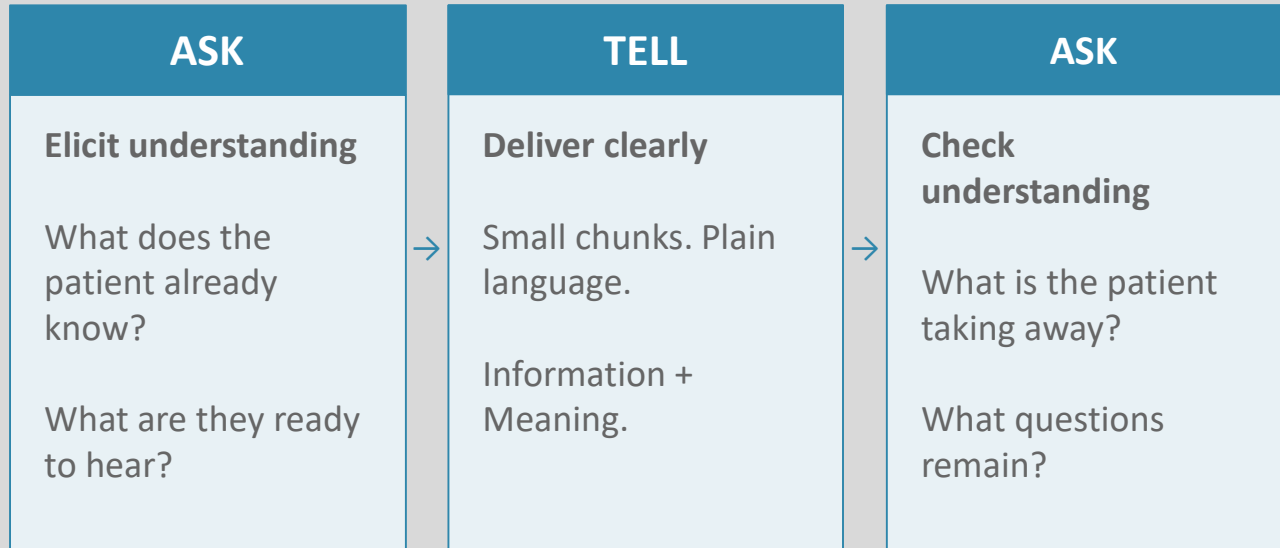 ASK
Elicit understanding
What does the
patient already
know?
What are they ready
to hear?
→
TELL
Deliver clearly
Small chunks. Plain
language.
Information +
Meaning.
→
ASK
Check
understanding
What is the patient
taking away?
What questions
remain?